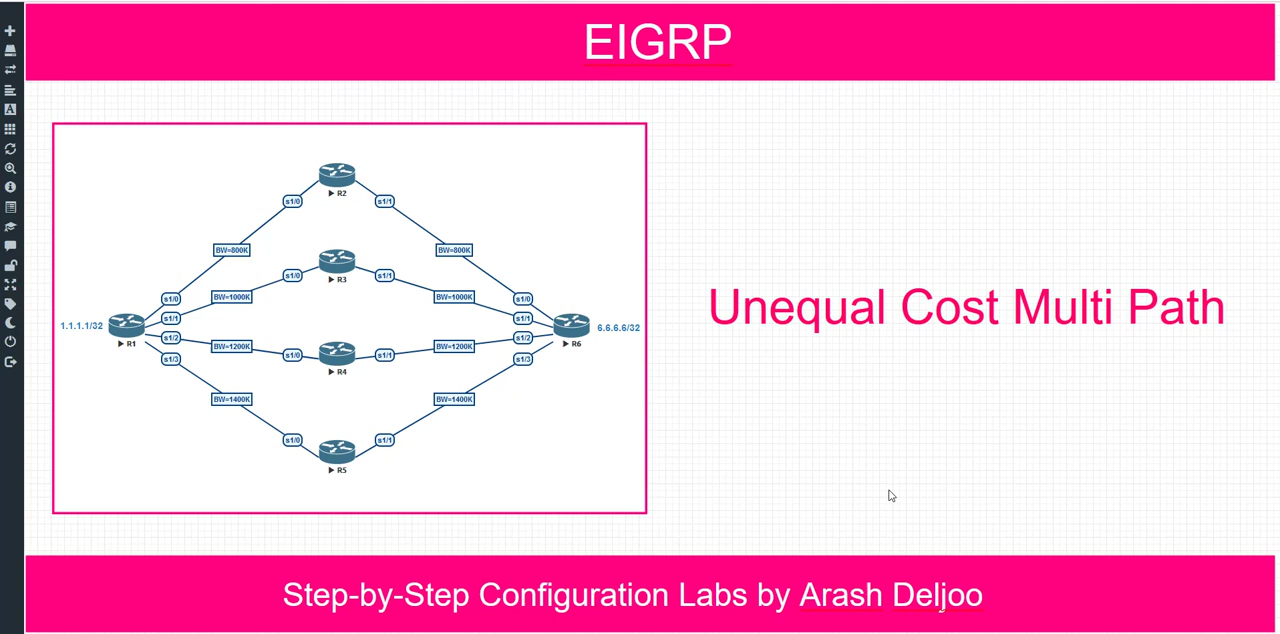 EIGRP
R2
s1/0
s1/1
BW=800K
BW=800K
R3
s1/0
s1/1
BW=1000K
BW=1000K
s1/0
s1/0
s1/1
s1/1
1.1.1.1/32
R1
6.6.6.6/32
R6
s1/2
s1/2
BW=1200K
BW=1200K
s1/0
s1/1
R4
s1/3
s1/3
BW=1400K
BW=1400K
s1/0
s1/1
R5
Unequal Cost Multi Path
Step-by-Step Configuration Labs by Arash Deljoo